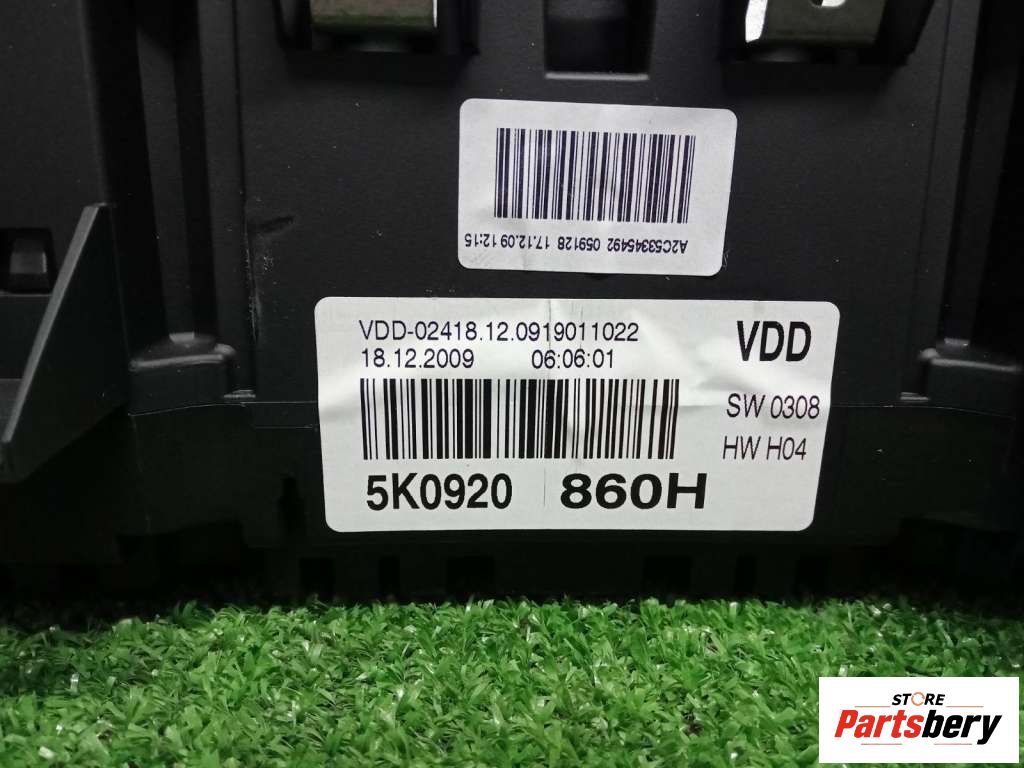 A2C53345492 059128 17.12.09 12:15
VDD-02418.12.0919011022
18.12.2009 06:06:01
VDD
SW 0308
HW H04
5K0920 860H
STORE
Partsbery